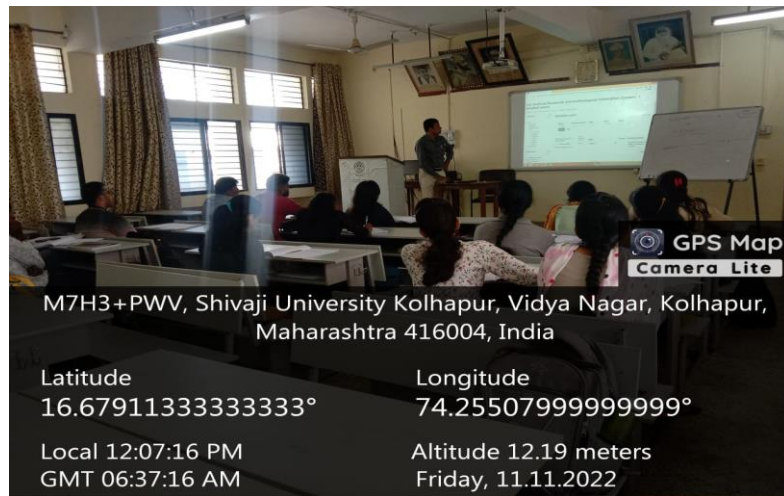 GPS Map
Camera Lite
M7H3+PWV, Shivaji University Kolhapur, Vidya Nagar, Kolhapur,
Maharashtra 416004, India
Latitude
16.67911333333333°
Longitude
74.25507999999999°
Local 12:07:16 PM
GMT 06:37:16 AM
Altitude 12.19 meters
Friday, 11.11.2022